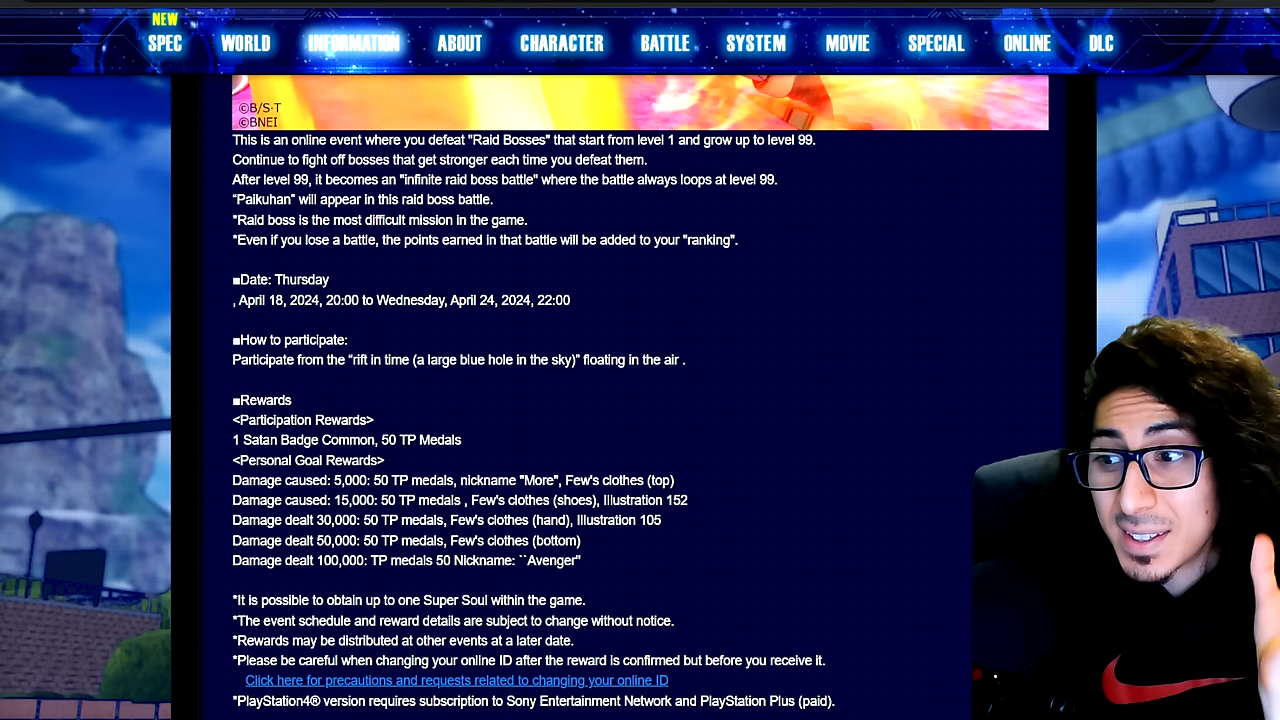 NEW
SPEC WORLD INFORMATION ABOUT CHARACTER BATTLE SYSTEM MOVIE SPECIAL ONLINE DLC
©B/S·T
©BNEI
This is an online event where you defeat "Raid Bosses" that start from level 1 and grow up to level 99.
Continue to fight off bosses that get stronger each time you defeat them.
After level 99, it becomes an "infinite raid boss battle" where the battle always loops at level 99.
"Paikuhan" will appear in this raid boss battle.
*Raid boss is the most difficult mission in the game.
*Even if you lose a battle, the points earned in that battle will be added to your "ranking".
■Date: Thursday
, April 18, 2024, 20:00 to Wednesday, April 24, 2024, 22:00
■How to participate:
Participate from the “rift in time (a large blue hole in the sky)” floating in the air .
■Rewards
<Participation Rewards>
1 Satan Badge Common, 50 TP Medals
<Personal Goal Rewards>
Damage caused: 5,000: 50 TP medals, nickname "More", Few's clothes (top)
Damage caused: 15,000: 50 TP medals , Few's clothes (shoes), Illustration 152
Damage dealt 30,000: 50 TP medals, Few's clothes (hand), Illustration 105
Damage dealt 50,000: 50 TP medals, Few's clothes (bottom)
Damage dealt 100,000: TP medals 50 Nickname: ``Avenger''
*It is possible to obtain up to one Super Soul within the game.
*The event schedule and reward details are subject to change without notice.
*Rewards may be distributed at other events at a later date.
*Please be careful when changing your online ID after the reward is confirmed but before you receive it.
Click here for precautions and requests related to changing your online ID
*PlayStation4® version requires subscription to Sony Entertainment Network and PlayStation Plus (paid).